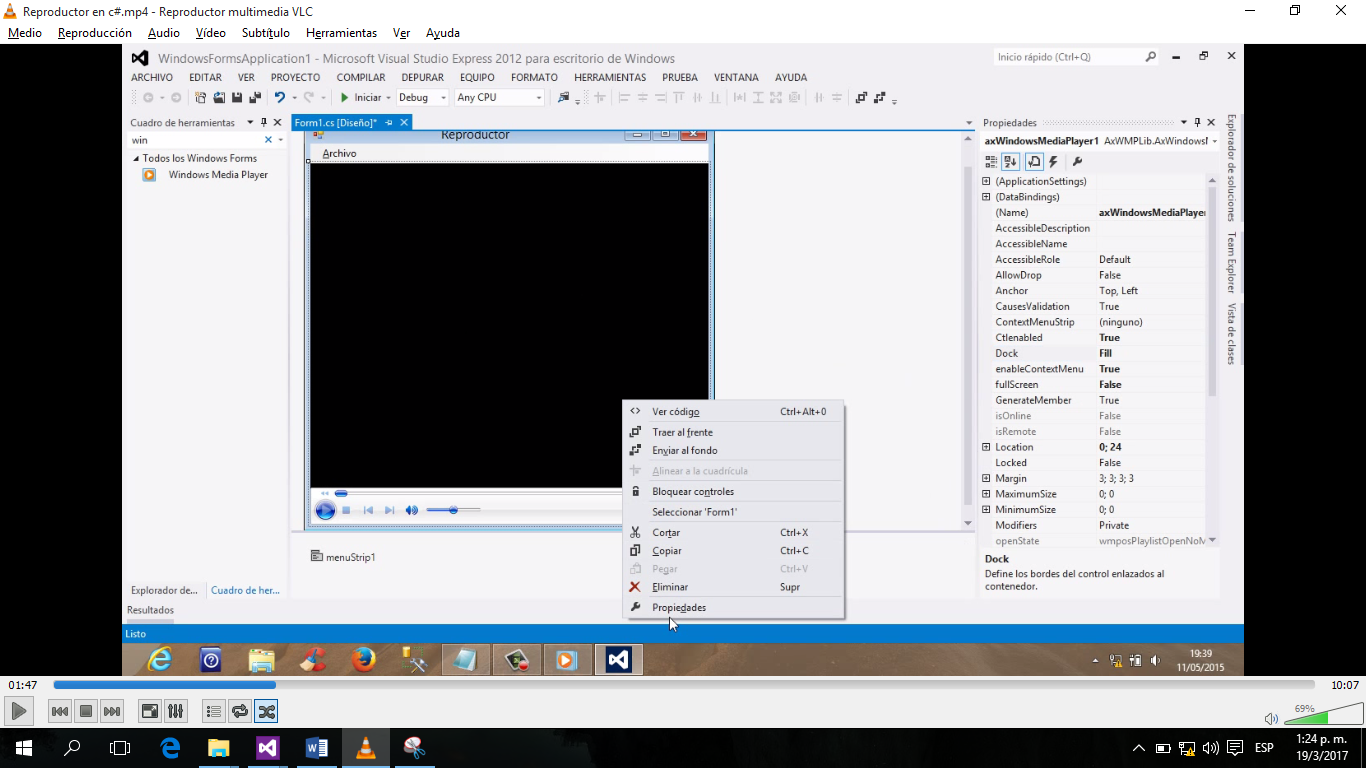 Reproductor en c#.mp4 - Reproductor multimedia VLC
Medio Reproducción Audio Vídeo Subtítulo Herramientas Ver Ayuda
WindowsFormsApplication1 - Microsoft Visual Studio Express 2012 para escritorio de Windows
Inicio rápido (Ctrl+Q)
ARCHIVO EDITAR VER PROYECTO COMPILAR DEPURAR EQUIPO FORMATO HERRAMIENTAS PRUEBA VENTANA AYUDA
Iniciar Debug Any CPU
Cuadro de herramientas
win
Todos los Windows Forms
Windows Media Player
Explorador de...
Cuadro de her...
Form1.cs [Diseño]*
Reproductor
Archivo
menuStrip1
Ver código Ctrl+Alt+0
Traer al frente
Enviar al fondo
Alinear a la cuadrícula
Bloquear controles
Seleccionar 'Form1'
Cortar Ctrl+X
Copiar Ctrl+C
Pegar Ctrl+V
Eliminar Supr
Propiedades
Propiedades
axWindowsMediaPlayer1 AxWMPLib.AxWindowsM
(ApplicationSettings)
(DataBindings)
(Name) axWindowsMediaPlayer
AccessibleDescription
AccessibleName
AccessibleRole Default
AllowDrop False
Anchor Top, Left
CausesValidation True
ContextMenuStrip (ninguno)
Ctlenabled True
Dock Fill
enableContextMenu True
fullScreen False
GenerateMember True
isOnline False
isRemote False
Location 0; 24
Locked False
Margin 3; 3; 3; 3
MaximumSize 0; 0
MinimumSize 0; 0
Modifiers Private
openState wmposPlaylistOpenNoM
Dock
Define los bordes del control enlazados al
contenedor.
Explorador de soluciones
Team Explorer
Vista de clases
Resultados
Listo
19:39
11/05/2015
01:47
10:07
69%
ESP
1:24 p. m.
19/3/2017